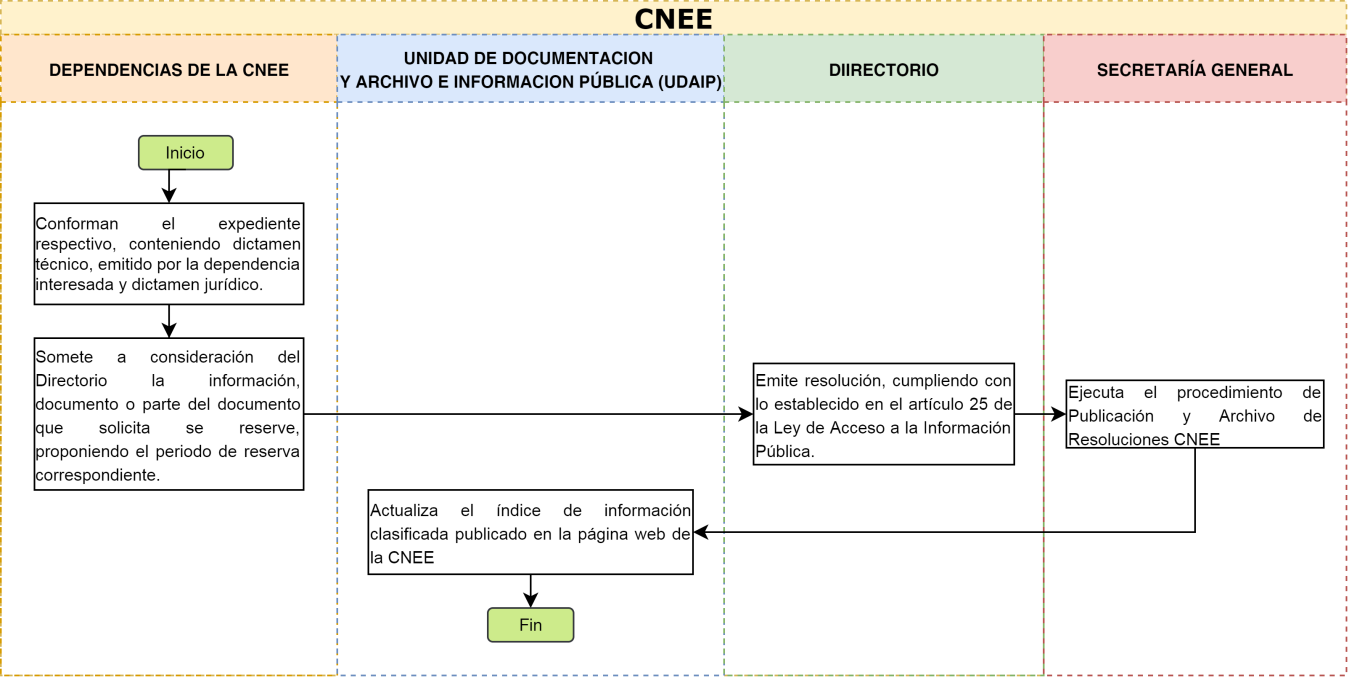 CNEE
DEPENDENCIAS DE LA CNEE
UNIDAD DE DOCUMENTACION
Y ARCHIVO E INFORMACION PÚBLICA (UDAIP)
DIIRECTORIO
SECRETARÍA GENERAL
Inicio
Conforman el expediente
respectivo, conteniendo dictamen
técnico, emitido por la dependencia
interesada y dictamen jurídico.
Somete a consideración del
Directorio la información,
documento o parte del documento
que solicita se reserve,
proponiendo el periodo de reserva
correspondiente.
Emite resolución, cumpliendo con
lo establecido en el artículo 25 de
la Ley de Acceso a la Información
Pública.
Ejecuta el procedimiento de
Publicación y Archivo de
Resoluciones CNEE
Actualiza el índice de información
clasificada publicado en la página web de
la CNEE
Fin